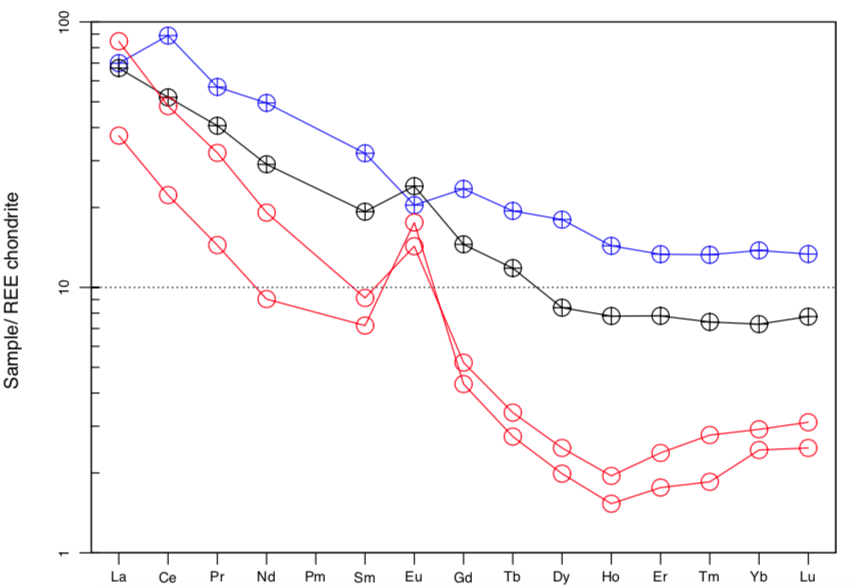 100
10
1
Sample/ REE chondrite
La Ce Pr Nd Pm Sm Eu Gd Tb Dy Ho Er Tm Yb Lu